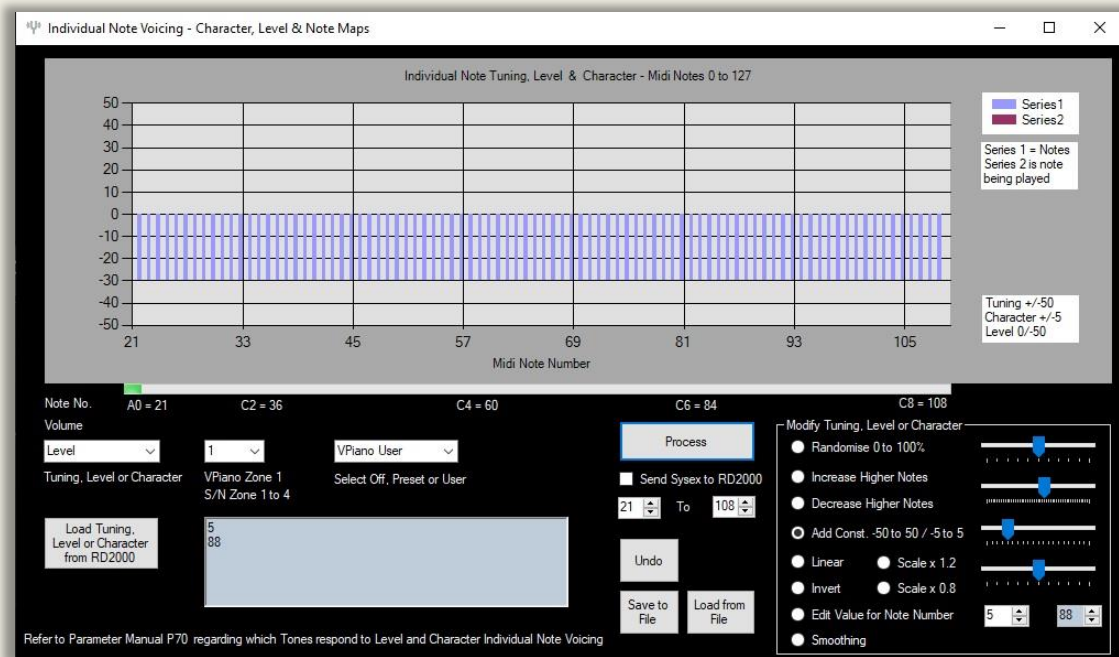 Individual Note Voicing - Character, Level & Note Maps
Individual Note Tuning, Level & Character - Midi Notes 0 to 127
50
40
30
20
10
0
-10
-20
-30
-40
-50
21 33 45 57 69 81 93 105
Midi Note Number
Series1
Series2
Series 1 = Notes
Series 2 is note
being played
Tuning +/-50
Character +/-5
Level 0/-50
Note No. A0 = 21 C2 = 36 C4 = 60 C6 = 84 C8 = 108
Volume
Level 1 VPiano User
Tuning, Level or Character
VPiano Zone 1
S/N Zone 1 to 4
Select Off, Preset or User
Load Tuning,
Level or Character
from RD2000
5
88
Process
Send Sysex to RD2000
21 To 108
Undo
Save to
File
Load from
File
Modify Tuning, Level or Character
Randomise 0 to 100%
Increase Higher Notes
Decrease Higher Notes
Add Const. -50 to 50 / -5 to 5
Linear Scale x 1.2
Invert Scale x 0.8
Edit Value for Note Number 5 88
Smoothing
Refer to Parameter Manual P70 regarding which Tones respond to Level and Character Individual Note Voicing